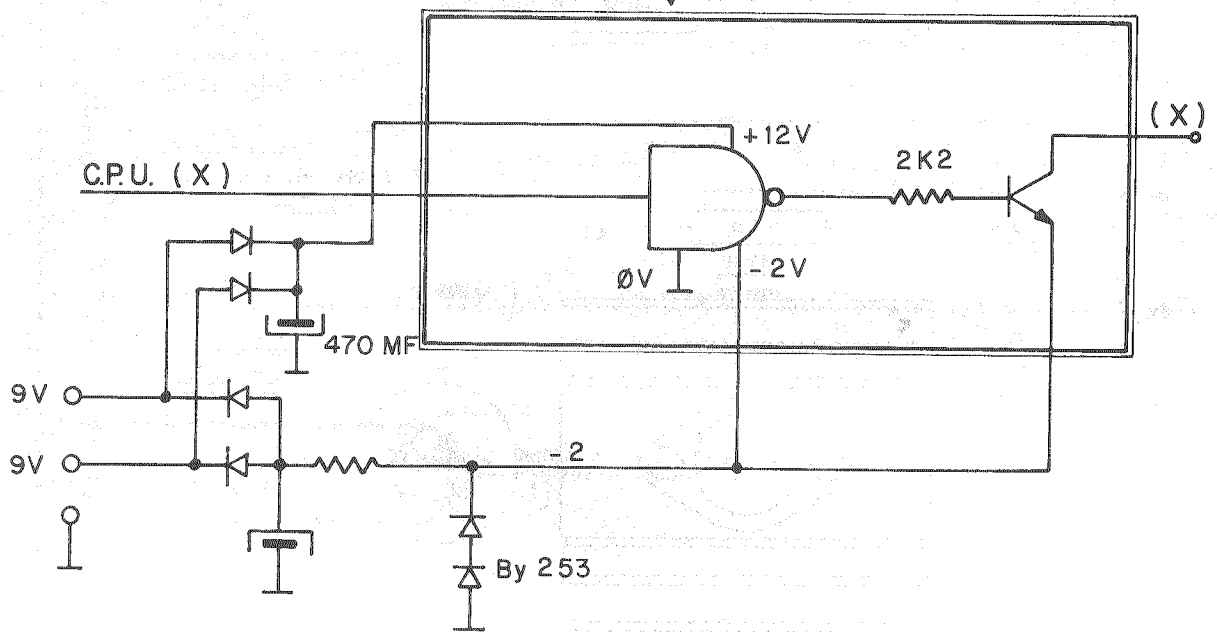 (X)
+12V
2K2
C.P.U. (X)
ØV
-2V
470 MF
9V
-2
9V
By 253